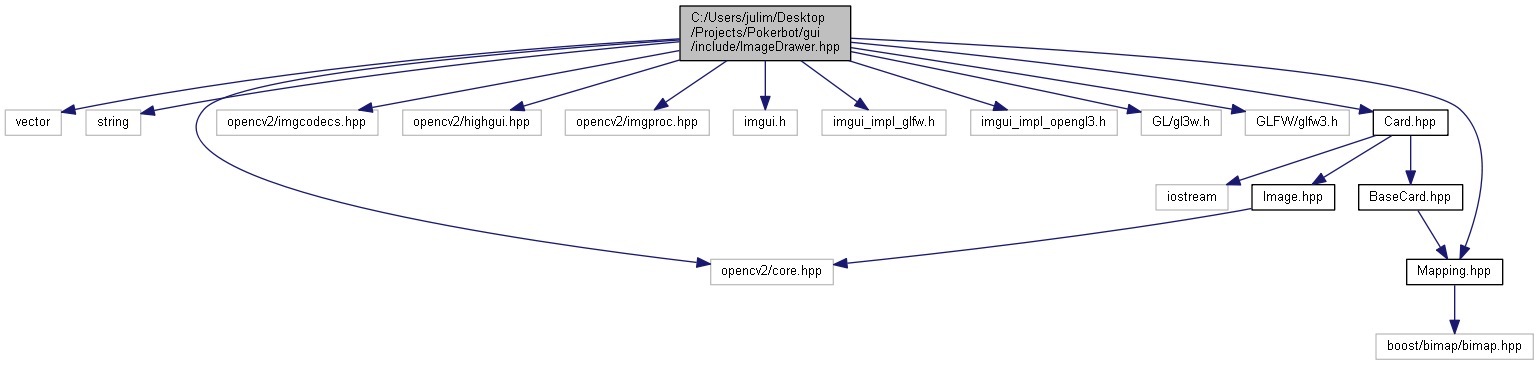 C:/Users/julim/Desktop
/Projects/Pokerbot/gui
/include/ImageDrawer.hpp
vector
string
opencv2/imgcodecs.hpp
opencv2/highgui.hpp
opencv2/imgproc.hpp
imgui.h
imgui_impl_glfw.h
imgui_impl_opengl3.h
GL/gl3w.h
GLFW/glfw3.h
Card.hpp
iostream
Image.hpp
BaseCard.hpp
opencv2/core.hpp
Mapping.hpp
boost/bimap/bimap.hpp